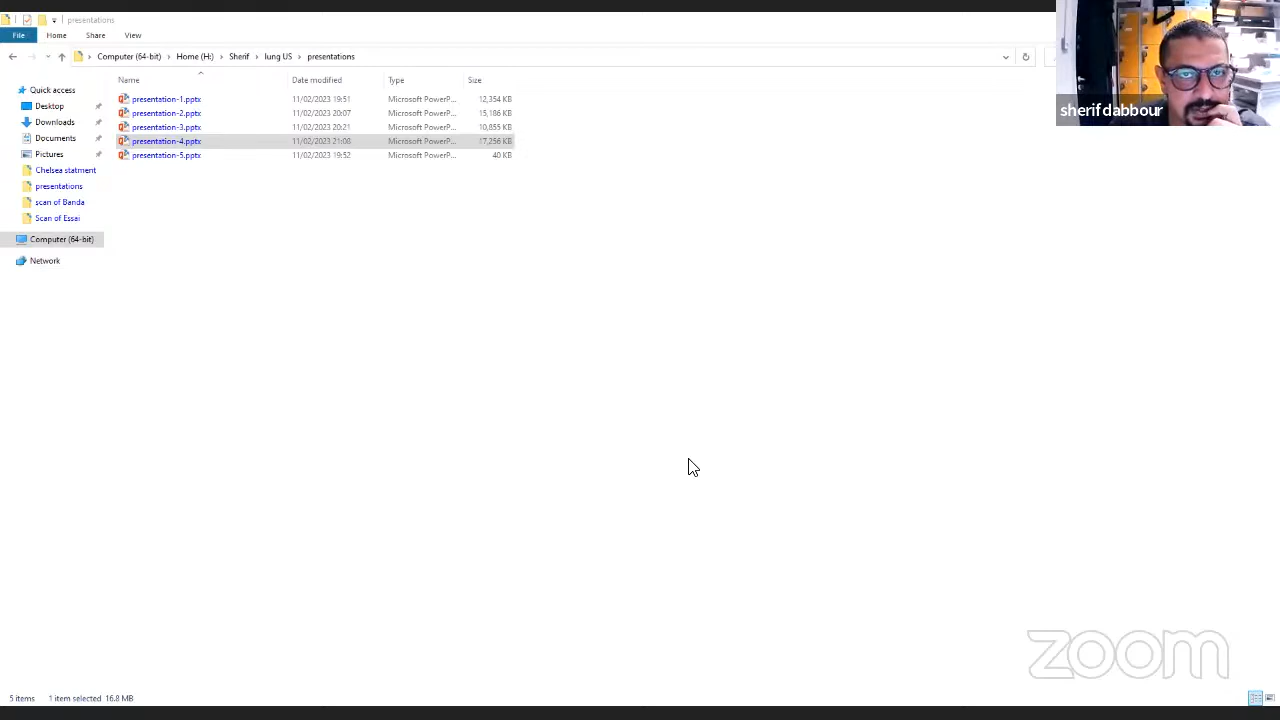 presentations
File Home Share View
Computer (64-bit) Home (H:) Sherif lung US presentations
Name Date modified Type Size
Quick access
Desktop
Downloads
Documents
Pictures
Chelsea statment
presentations
scan of Banda
Scan of Essai
Computer (64-bit)
Network
presentation-1.pptx 11/02/2023 19:51 Microsoft PowerP... 12,354 KB
presentation-2.pptx 11/02/2023 20:07 Microsoft PowerP... 15,186 KB
presentation-3.pptx 11/02/2023 20:21 Microsoft PowerP... 10,855 KB
presentation-4.pptx 11/02/2023 21:08 Microsoft PowerP... 17,256 KB
presentation-5.pptx 11/02/2023 19:52 Microsoft PowerP... 40 KB
sherif dabbour
zoom
5 items 1 item selected 16.8 MB